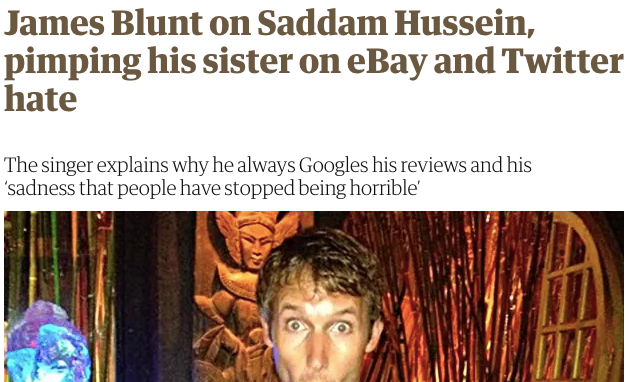 James Blunt on Saddam Hussein,
pimping his sister on eBay and Twitter
hate
The singer explains why he always Googles his reviews and his
‘sadness that people have stopped being horrible’